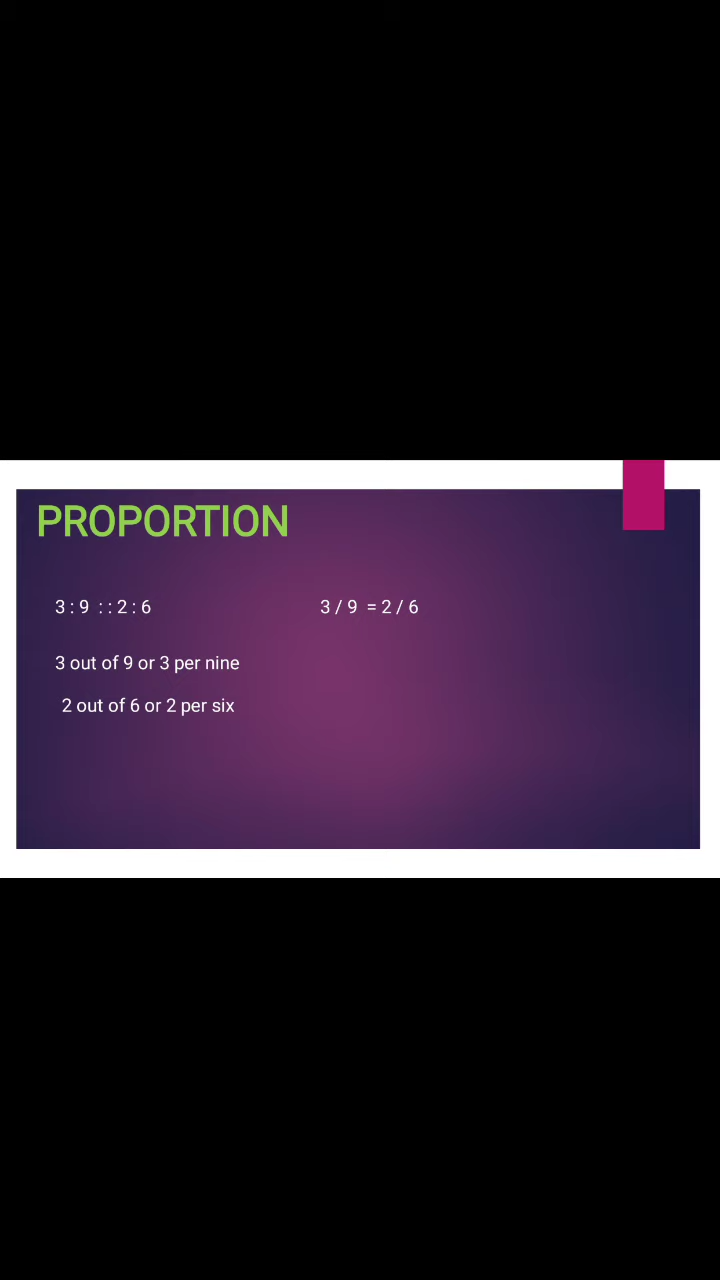 PROPORTION
3 : 9 : : 2 : 6 3 / 9 = 2 / 6
3 out of 9 or 3 per nine
2 out of 6 or 2 per six